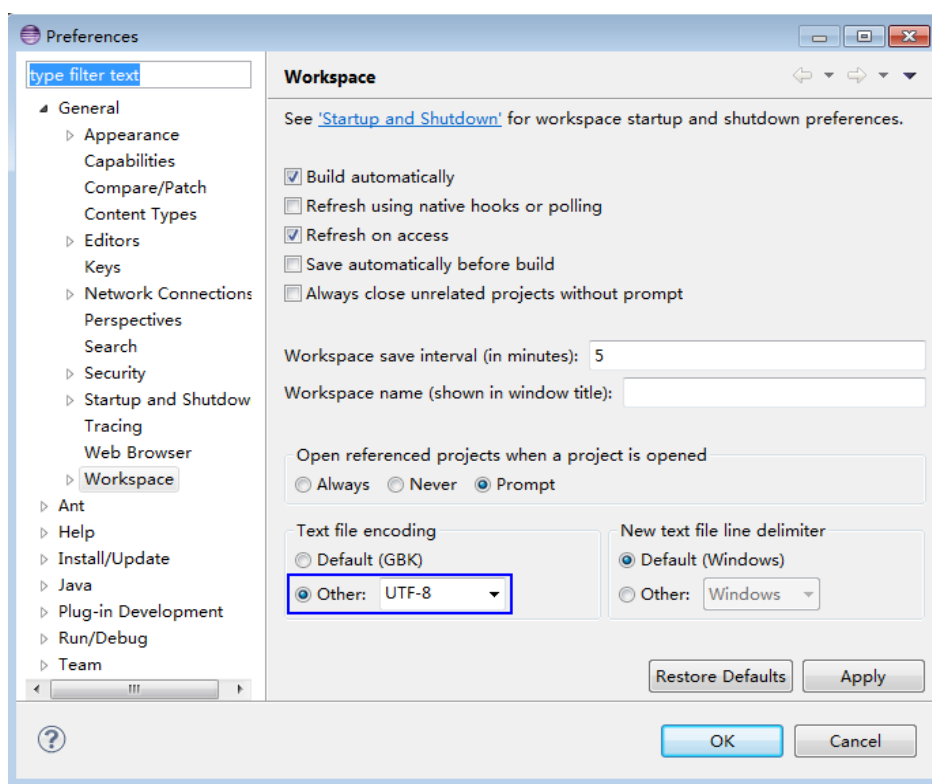 Preferences
type filter text
General
Appearance
Capabilities
Compare/Patch
Content Types
Editors
Keys
Network Connections
Perspectives
Search
Security
Startup and Shutdow
Tracing
Web Browser
Workspace
Ant
Help
Install/Update
Java
Plug-in Development
Run/Debug
Team
Workspace
See 'Startup and Shutdown' for workspace startup and shutdown preferences.
Build automatically
Refresh using native hooks or polling
Refresh on access
Save automatically before build
Always close unrelated projects without prompt
Workspace save interval (in minutes): 5
Workspace name (shown in window title):
Open referenced projects when a project is opened
Always Never Prompt
Text file encoding
Default (GBK)
Other: UTF-8
New text file line delimiter
Default (Windows)
Other: Windows
Restore Defaults Apply
OK Cancel